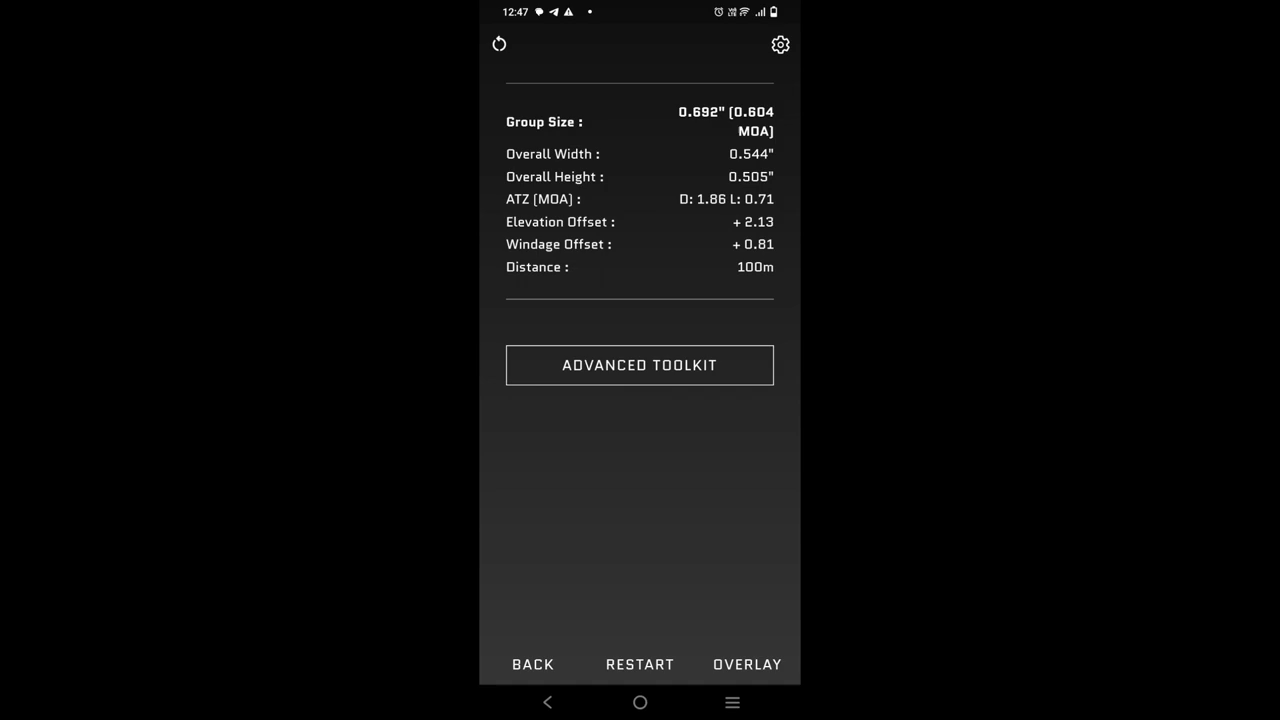 12:47
Group Size : 0.692" (0.604 MOA)
Overall Width : 0.544"
Overall Height : 0.505"
ATZ (MOA) : D: 1.86 L: 0.71
Elevation Offset : + 2.13
Windage Offset : + 0.81
Distance : 100m
ADVANCED TOOLKIT
BACK RESTART OVERLAY